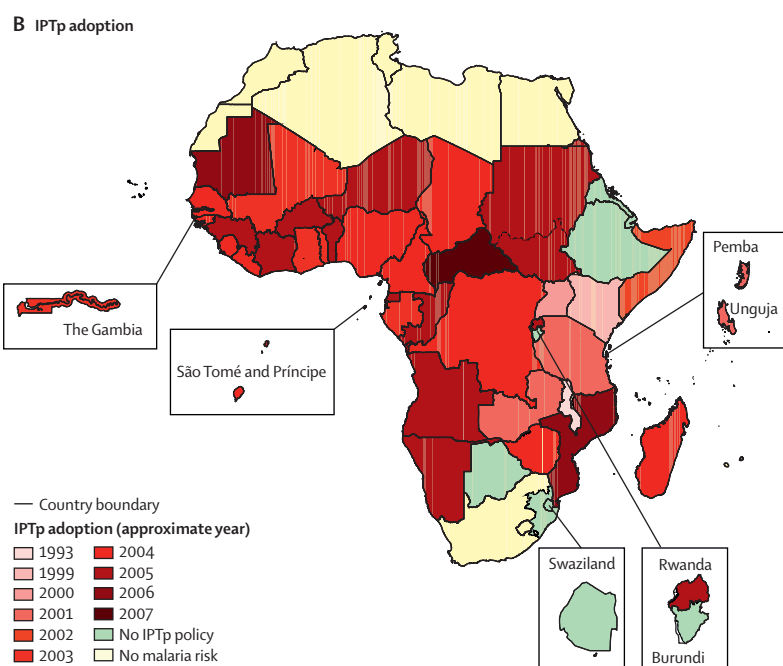 B IPTp adoption
Pemba
Unguja
The Gambia
São Tomé and Príncipe
Country boundary
IPTp adoption (approximate year)
1993
1999
2000
2001
2002
2003
2004
2005
2006
2007
No IPTp policy
No malaria risk
Swaziland
Rwanda
Burundi